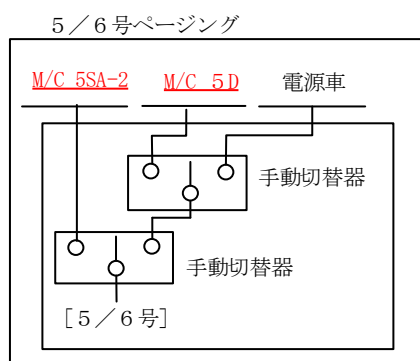 ５／６号ページング
M/C 5SA-2
M/C ５D
電源車
手動切替器
手動切替器
［５／６号］